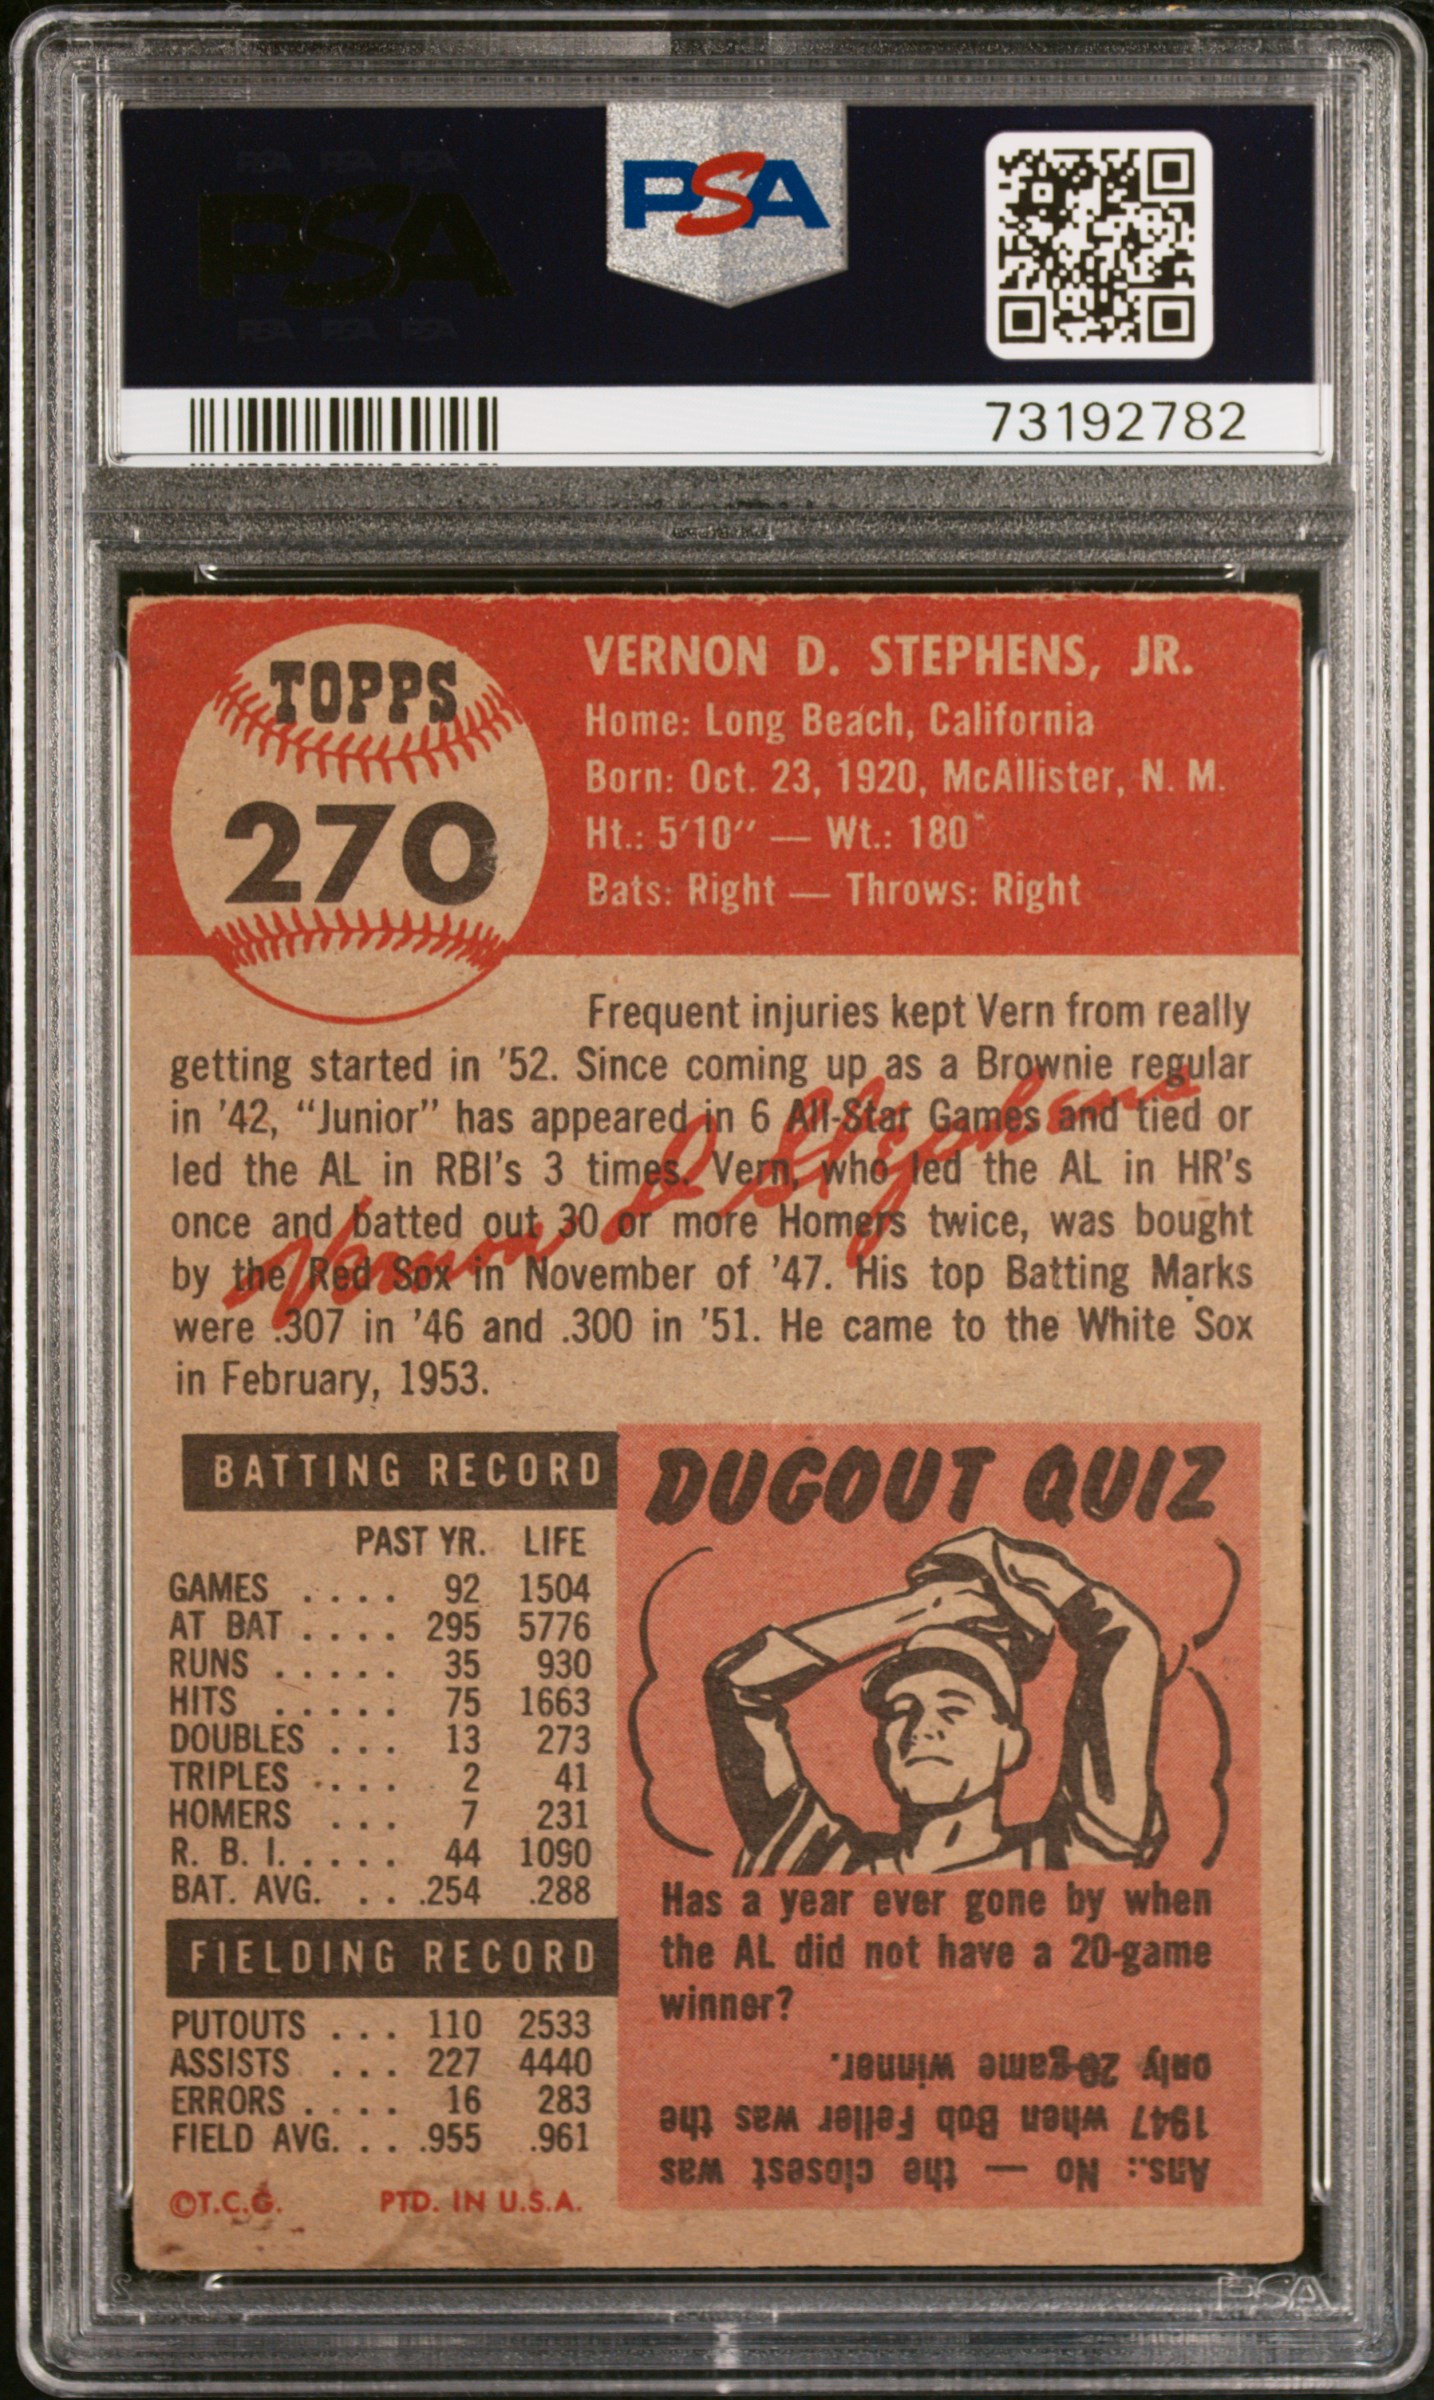 PSA
PSA PSA PSA
PSA
PSA PSA PSA
73192782
TOPPS
270
VERNON D. STEPHENS, JR.
Home: Long Beach, California
Born: Oct. 23, 1920, McAllister, N. M.
Ht.: 5'10" — Wt.: 180
Bats: Right — Throws: Right
Frequent injuries kept Vern from really
getting started in '52. Since coming up as a Brownie regular
in '42, "Junior" has appeared in 6 All-Star Games and tied or
led the AL in RBI's 3 times. Vern, who led the AL in HR's
once and batted out 30 or more Homers twice, was bought
by the Red Sox in November of '47. His top Batting Marks
were .307 in '46 and .300 in '51. He came to the White Sox
in February, 1953.
Vernon D Stephens
BATTING RECORD
PAST YR. LIFE
GAMES .... 92 1504
AT BAT .... 295 5776
RUNS ..... 35 930
HITS ..... 75 1663
DOUBLES ... 13 273
TRIPLES .... 2 41
HOMERS ... 7 231
R. B. I. ..... 44 1090
BAT. AVG. ... .254 .288
FIELDING RECORD
PUTOUTS ... 110 2533
ASSISTS ... 227 4440
ERRORS .... 16 283
FIELD AVG. ... .955 .961
©T.C.G. PTD. IN U.S.A.
DUGOUT QUIZ
Has a year ever gone by when
the AL did not have a 20-game
winner?
Ans.: No — the closest was
1947 when Bob Feller was the
only 20-game winner.
PSA